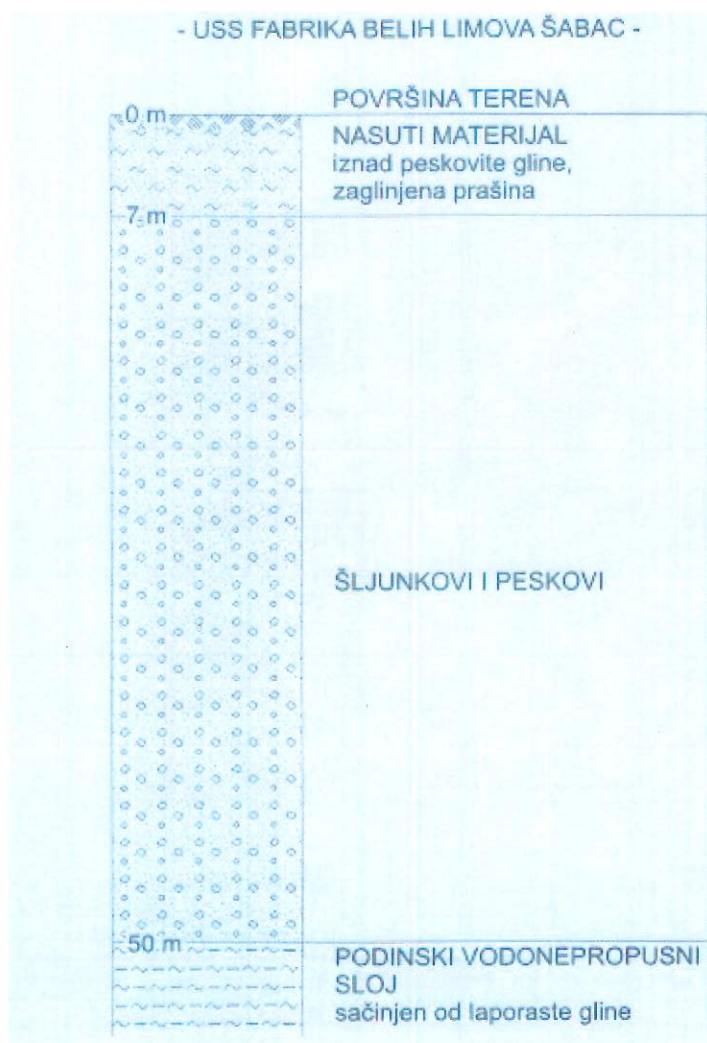 - USS FABRIKA BELIH LIMOVA ŠABAC -
POVRŠINA TERENA
0 m
NASUTI MATERIJAL
iznad peskovite gline,
zaglinjena prašina
7 m
ŠLJUNKOVI I PESKOVI
50 m
PODINSKI VODONEPROPUSNI
SLOJ
sačinjen od laporaste gline